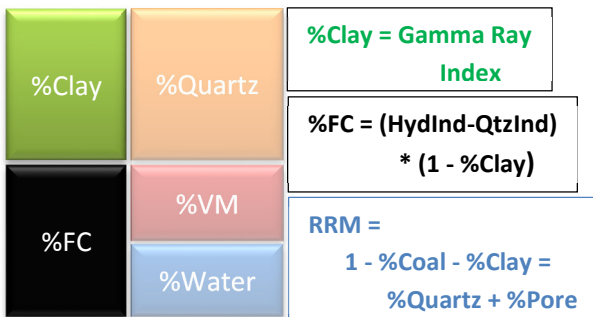 %Clay
%Quartz
%FC
%VM
%Water
%Clay = Gamma Ray
Index
%FC = (HydInd-QtzInd)
* (1 - %Clay)
RRM =
1 - %Coal - %Clay =
%Quartz + %Pore